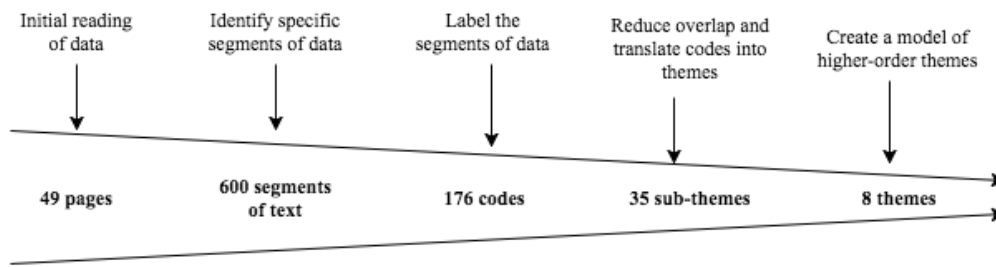 Initial reading
of data
Identify specific
segments of data
Label the
segments of data
Reduce overlap and
translate codes into
themes
Create a model of
higher-order themes
49 pages
600 segments
of text
176 codes
35 sub-themes
8 themes